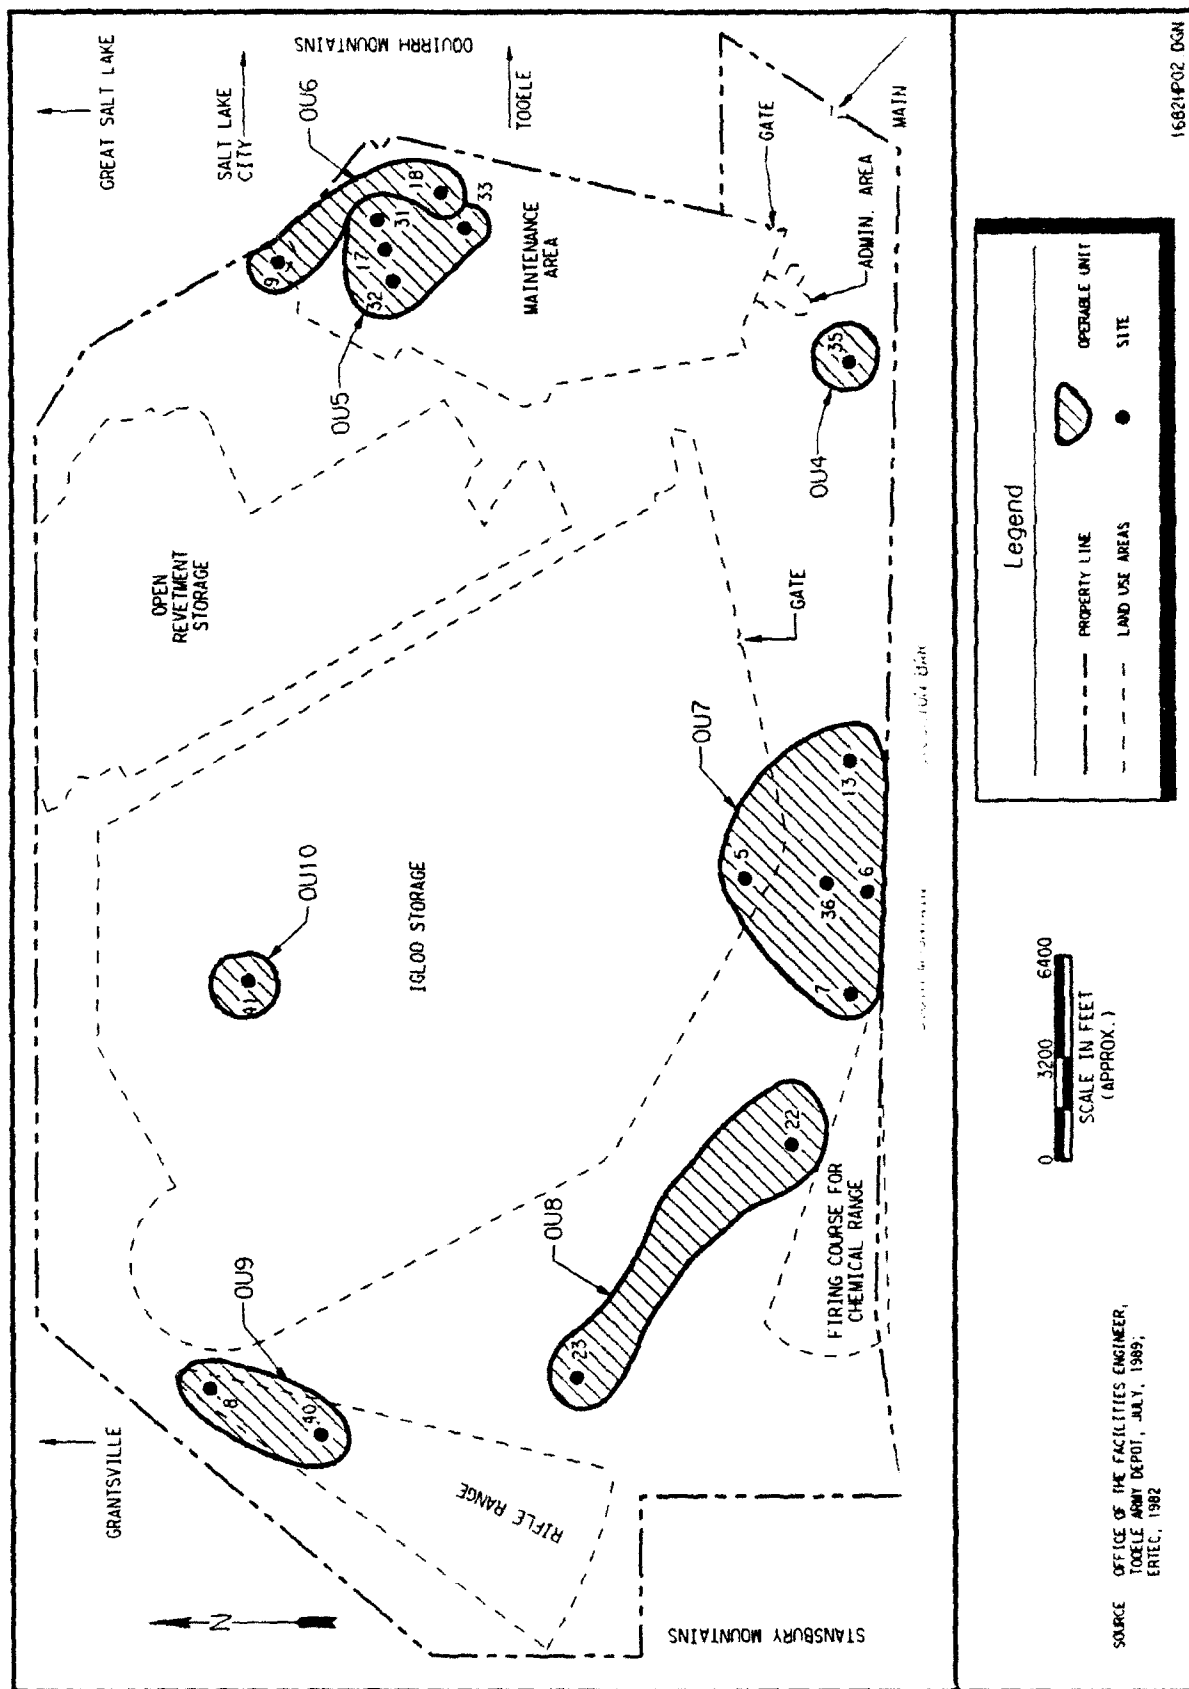 GREAT SALT LAKE
SALT LAKE
CITY
OQUIRRH MOUNTAINS
TOOELE
OU6
9
18
33
31
17
32
OU5
MAINTENANCE
AREA
GATE
MAIN
ADMIN. AREA
35
OU4
OPEN
REVETMENT
STORAGE
GATE
OU7
13
5
36
6
7
OU10
41
IGLOO STORAGE
OU8
22
23
FIRING COURSE FOR
CHEMICAL RANGE
OU9
8
40
GRANTSVILLE
RIFLE RANGE
N
STANSBURY MOUNTAINS
Legend
PROPERTY LINE
OPERABLE UNIT
LAND USE AREAS
SITE
0 3200 6400
SCALE IN FEET
(APPROX.)
SOURCE OFFICE OF THE FACILITIES ENGINEER,
TOOELE ARMY DEPOT, JULY, 1989;
ERTEC, 1982
1682HP02.DGN